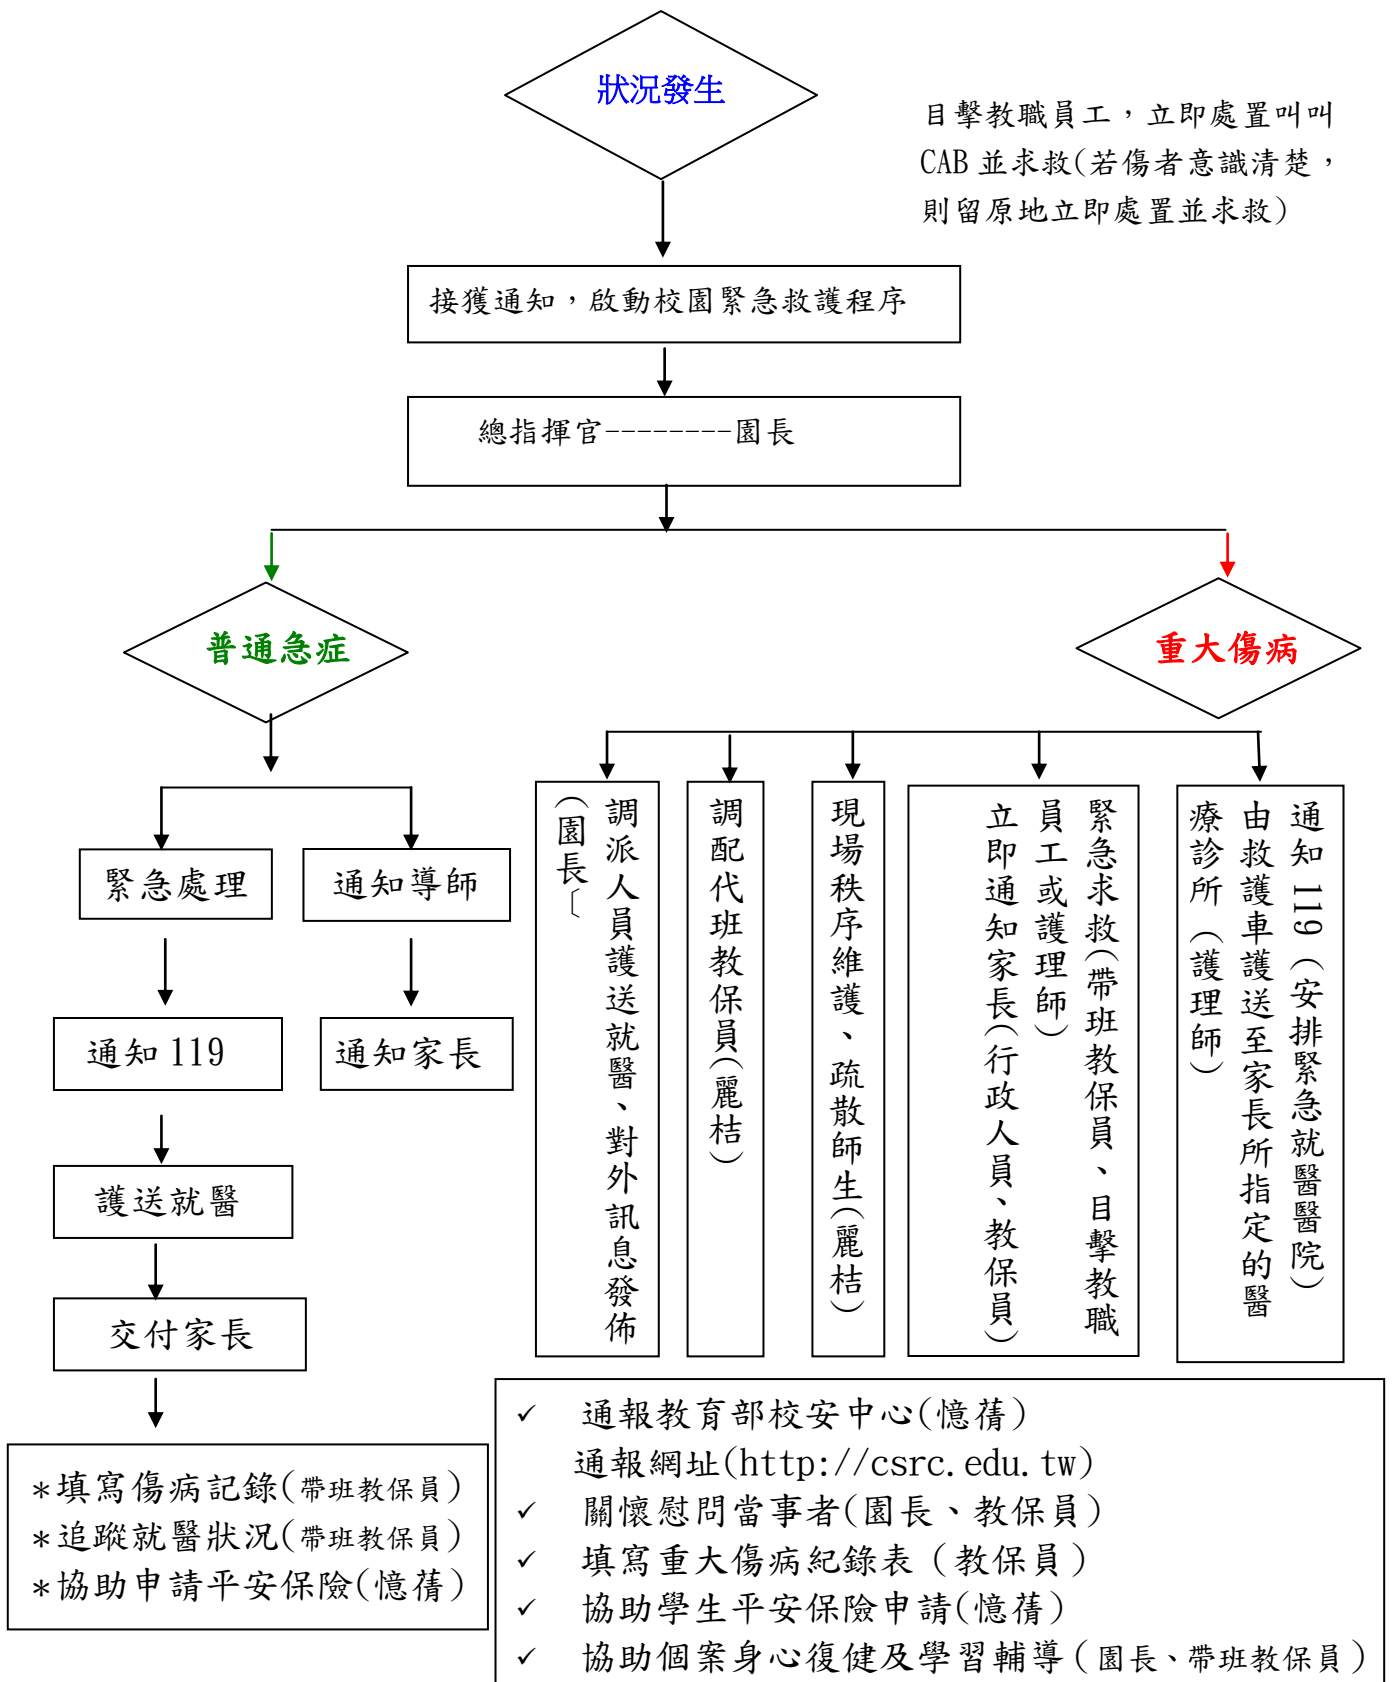 狀況發生
目擊教職員工，立即處置叫叫
CAB並求救(若傷者意識清楚，
則留原地立即處置並求救)
接獲通知，啟動校園緊急救護程序
總指揮官--------園長
普通急症
重大傷病
緊急處理
通知導師
通知119
通知家長
護送就醫
交付家長
*填寫傷病記錄(帶班教保員)
*追蹤就醫狀況(帶班教保員)
*協助申請平安保險(憶蒨)
調派人員護送就醫、對外訊息發佈
(園長〔
調配代班教保員(麗桔)
現場秩序維護、疏散師生(麗桔)
緊急求救(帶班教保員、目擊教職
員工或護理師)
立即通知家長(行政人員、教保員)
通知 119（安排緊急就醫醫院）
由救護車護送至家長所指定的醫
療診所（護理師）
✓ 通報教育部校安中心(憶蒨)
通報網址(http://csrc.edu.tw)
✓ 關懷慰問當事者(園長、教保員)
✓ 填寫重大傷病紀錄表（教保員）
✓ 協助學生平安保險申請(憶蒨)
✓ 協助個案身心復健及學習輔導（園長、帶班教保員）